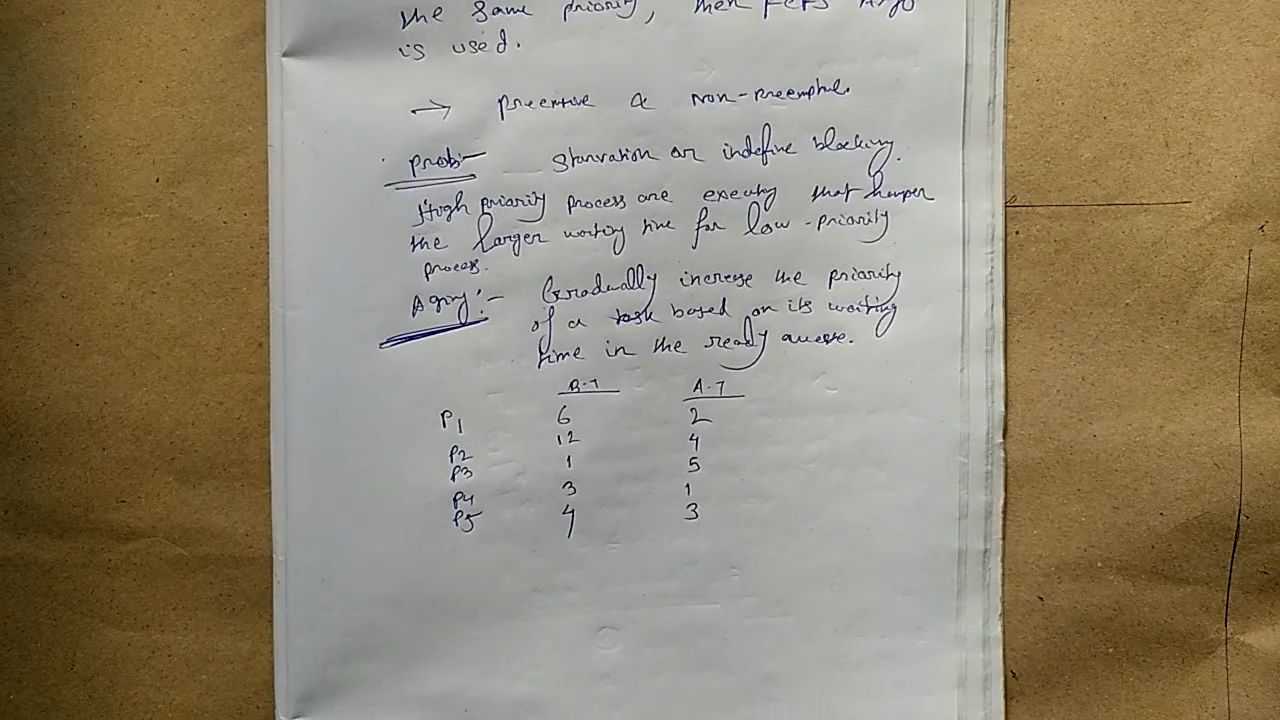 the same priority, then FCFS Algo
is used.
→ Preemtive & Non-Preemptive.
Prob:- Starvation or indefine blocking.
High priority process are executing that hamper
the larger waiting time for low-priority
process.
Aging:- Gradually increase the priority
of a task based on its waiting
time in the ready queue.
B.T A.T
P1 6 2
P2 12 4
P3 1 5
P4 3 1
P5 4 3